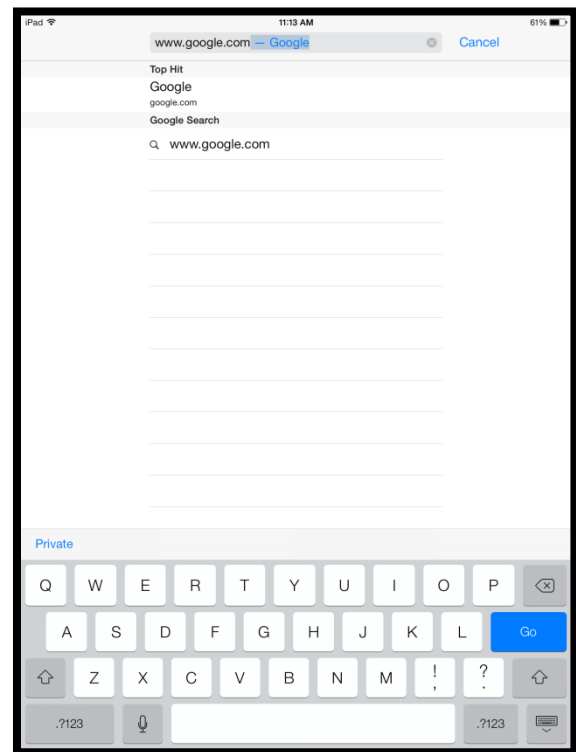 iPad 11:13 AM 61%
www.google.com — Google Cancel
Top Hit
Google
google.com
Google Search
www.google.com
Private
Q W E R T Y U I O P
A S D F G H J K L Go
Z X C V B N M ! , ? .
.?123 .?123